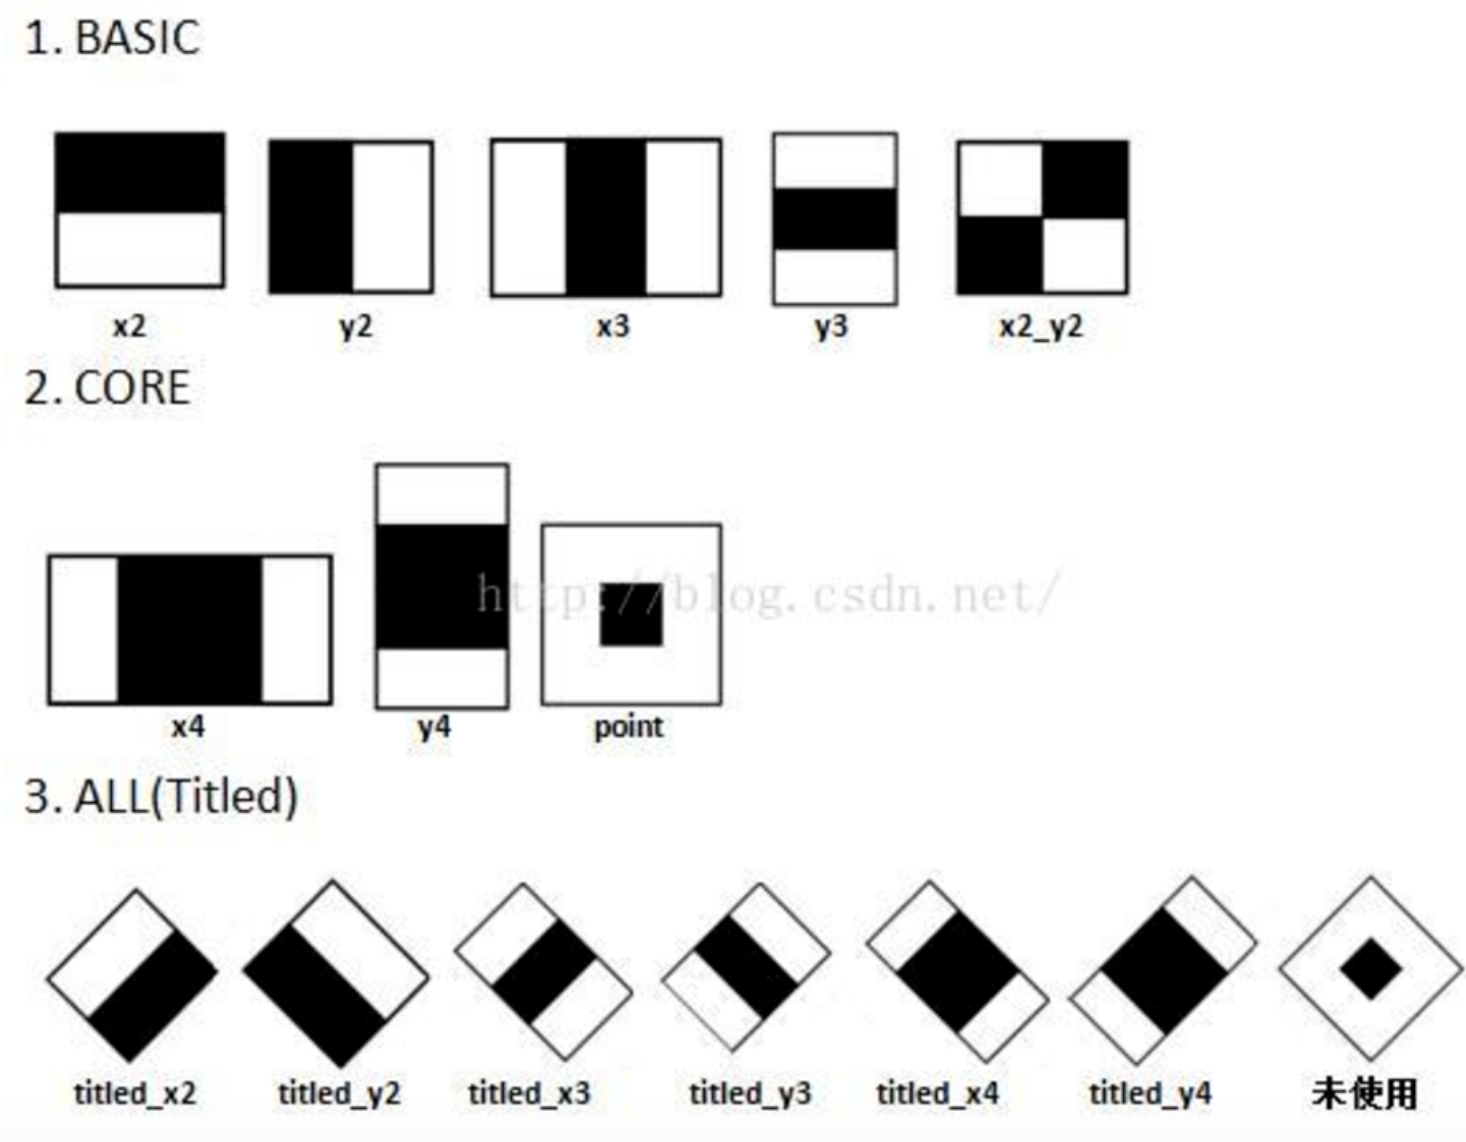 1. BASIC
x2 y2 x3 y3 x2_y2
2. CORE
http://blog.csdn.net/
x4 y4 point
3. ALL(Titled)
titled_x2 titled_y2 titled_x3 titled_y3 titled_x4 titled_y4 未使用